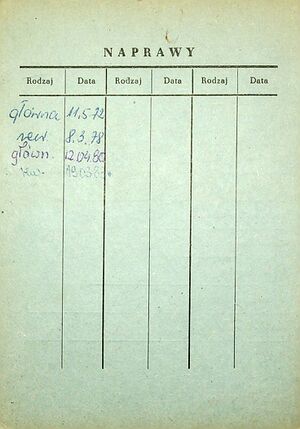 NAPRAWY
Rodzaj Data Rodzaj Data Rodzaj Data
główna 11.5.72
rew. 8.3.78
główn. 12.04.80